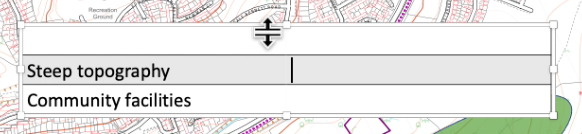 Recreation
Ground
Steep topography
Community facilities